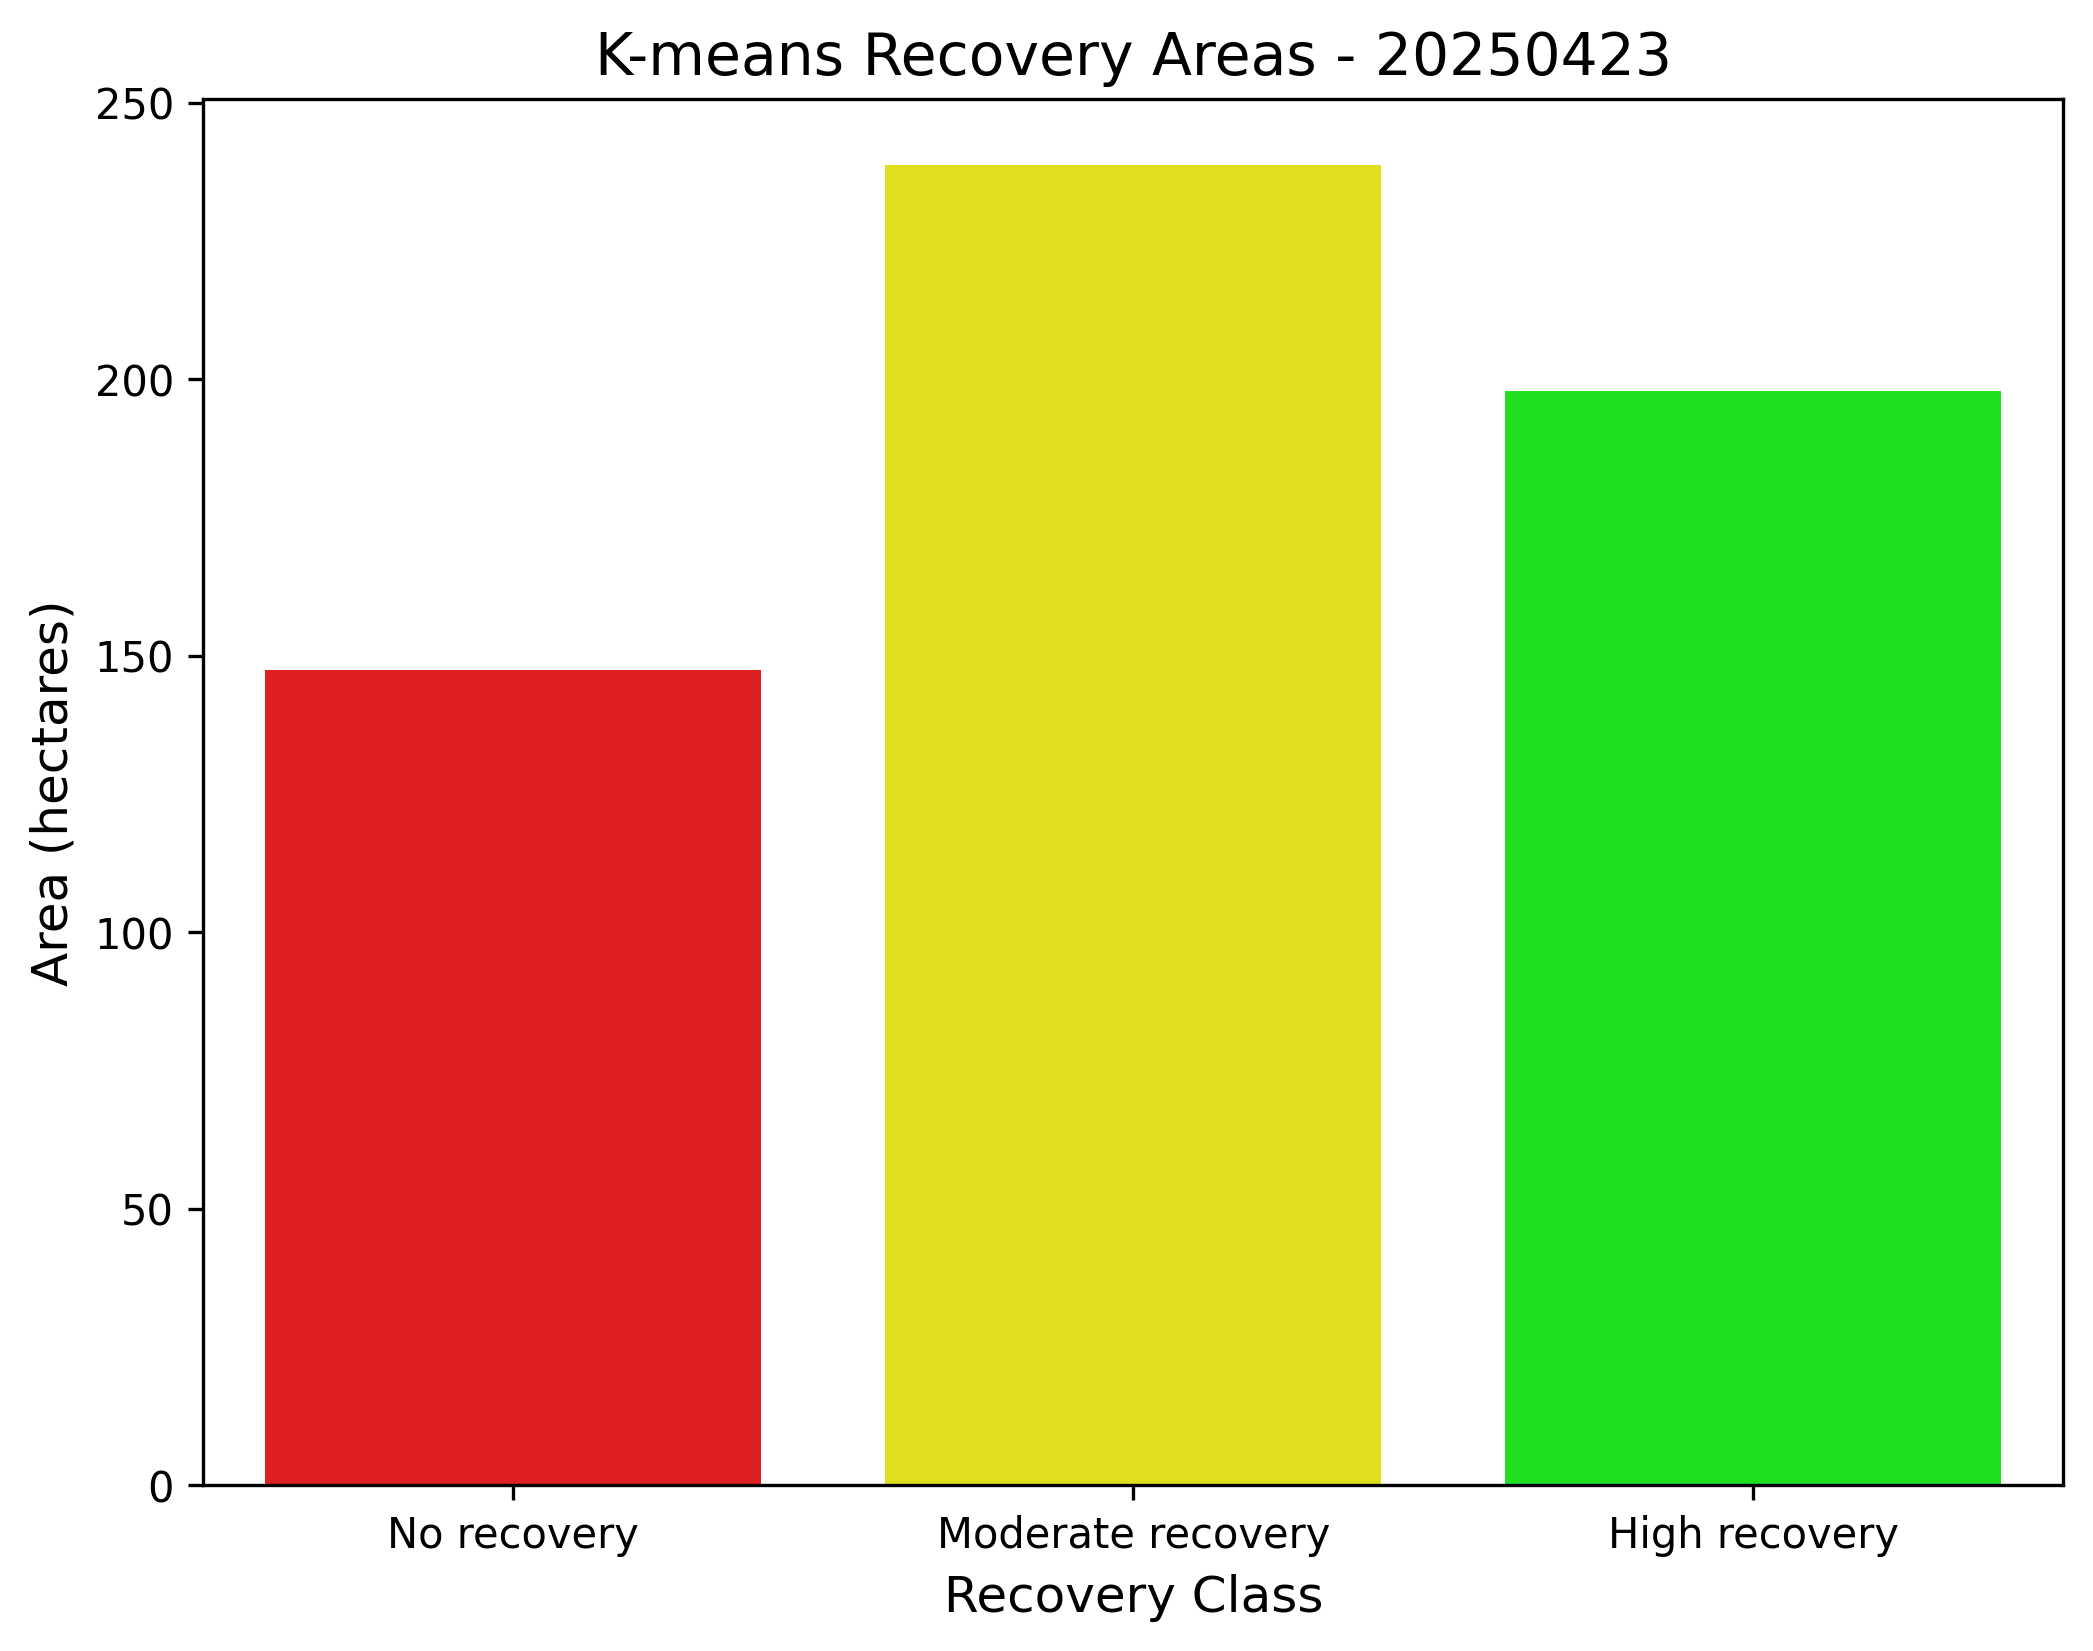 K-means Recovery Areas - 20250423
250
200
150
100
50
0
Area (hectares)
No recovery
Moderate recovery
High recovery
Recovery Class